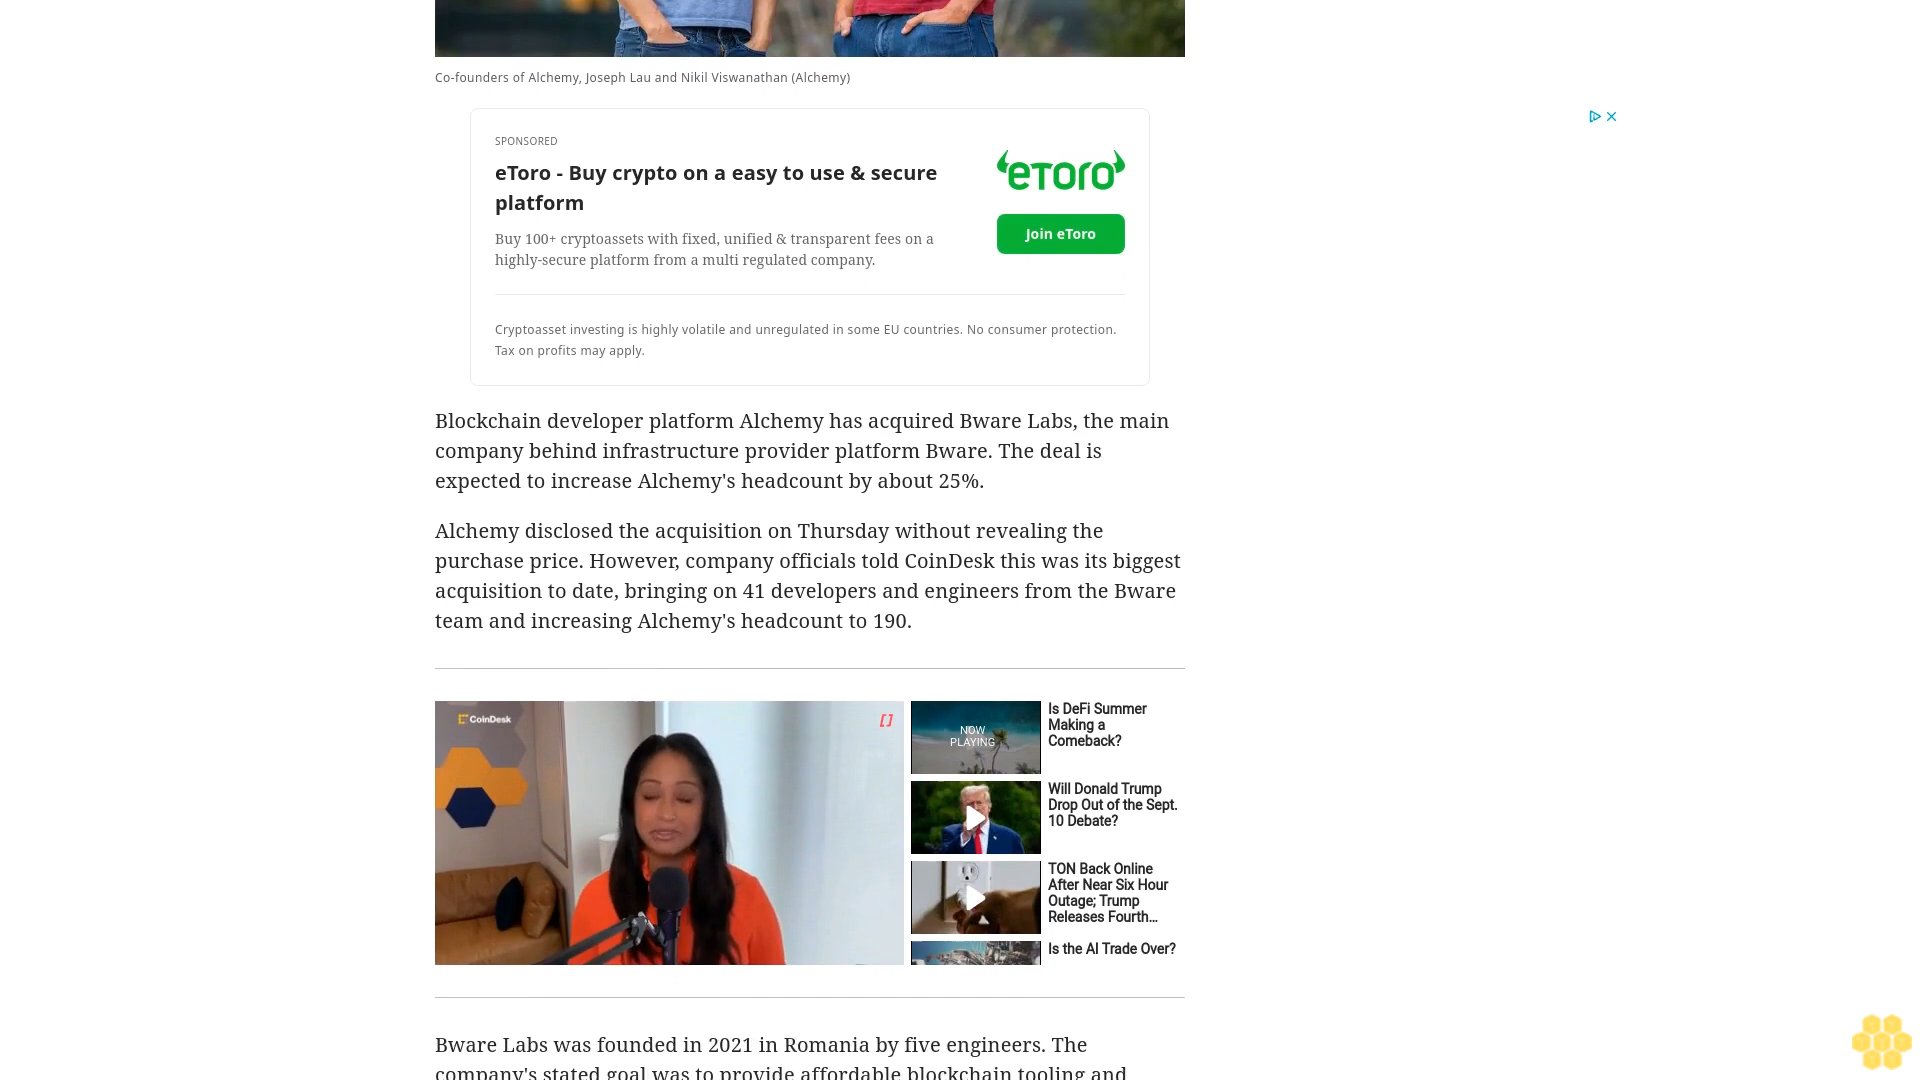 Co-founders of Alchemy, Joseph Lau and Nikil Viswanathan (Alchemy)
SPONSORED
eToro - Buy crypto on a easy to use & secure
platform
Buy 100+ cryptoassets with fixed, unified & transparent fees on a
highly-secure platform from a multi regulated company.
eToro
Join eToro
Cryptoasset investing is highly volatile and unregulated in some EU countries. No consumer protection.
Tax on profits may apply.
Blockchain developer platform Alchemy has acquired Bware Labs, the main
company behind infrastructure provider platform Bware. The deal is
expected to increase Alchemy's headcount by about 25%.
Alchemy disclosed the acquisition on Thursday without revealing the
purchase price. However, company officials told CoinDesk this was its biggest
acquisition to date, bringing on 41 developers and engineers from the Bware
team and increasing Alchemy's headcount to 190.
CoinDesk
NOW
PLAYING
Is DeFi Summer
Making a
Comeback?
Will Donald Trump
Drop Out of the Sept.
10 Debate?
TON Back Online
After Near Six Hour
Outage; Trump
Releases Fourth...
Is the AI Trade Over?
Bware Labs was founded in 2021 in Romania by five engineers. The
company's stated goal was to provide affordable blockchain tooling and